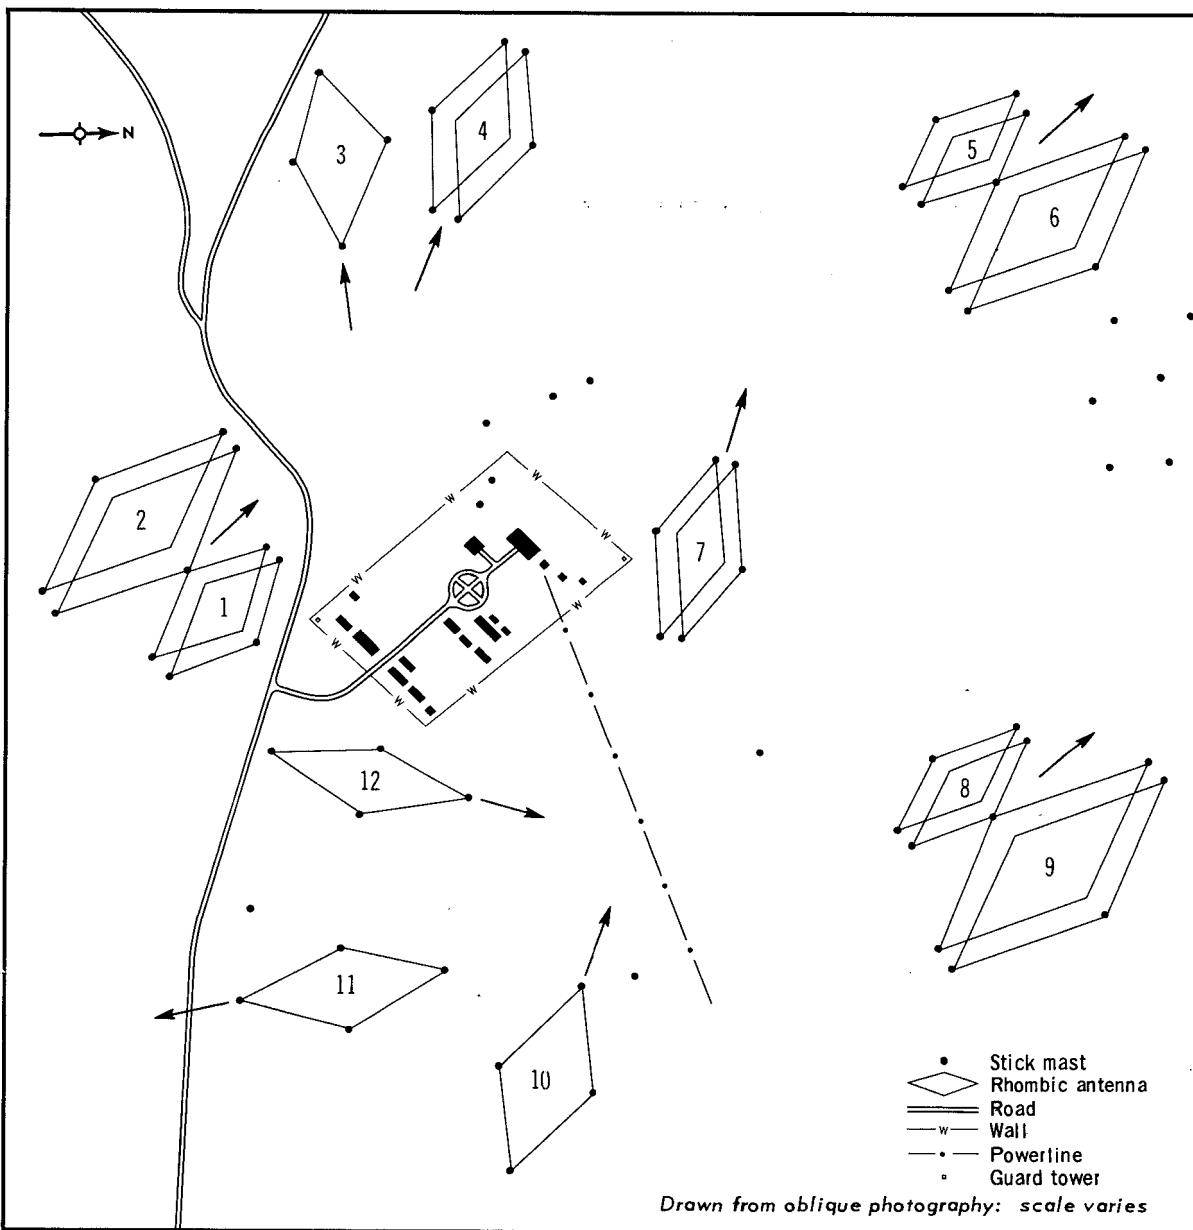 3
4
5
N
6
2
W
W
W
7
1
W
W
W
W
W
12
8
9
11
10
Stick mast
Rhombic antenna
Road
W Wall
Powerline
Guard tower
Drawn from oblique photography: scale varies